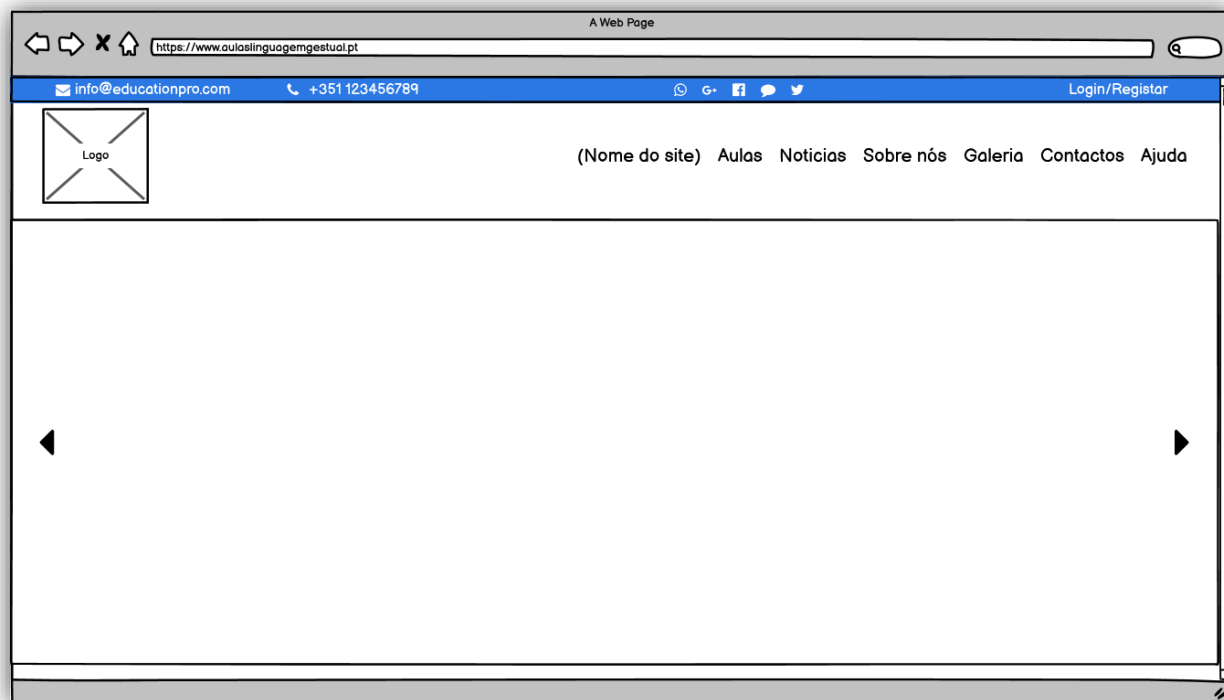 A Web Page
https://www.aulaslinguagemgestual.pt
info@educationpro.com +351 123456789 Login/Registar
Logo
(Nome do site) Aulas Noticias Sobre nós Galeria Contactos Ajuda